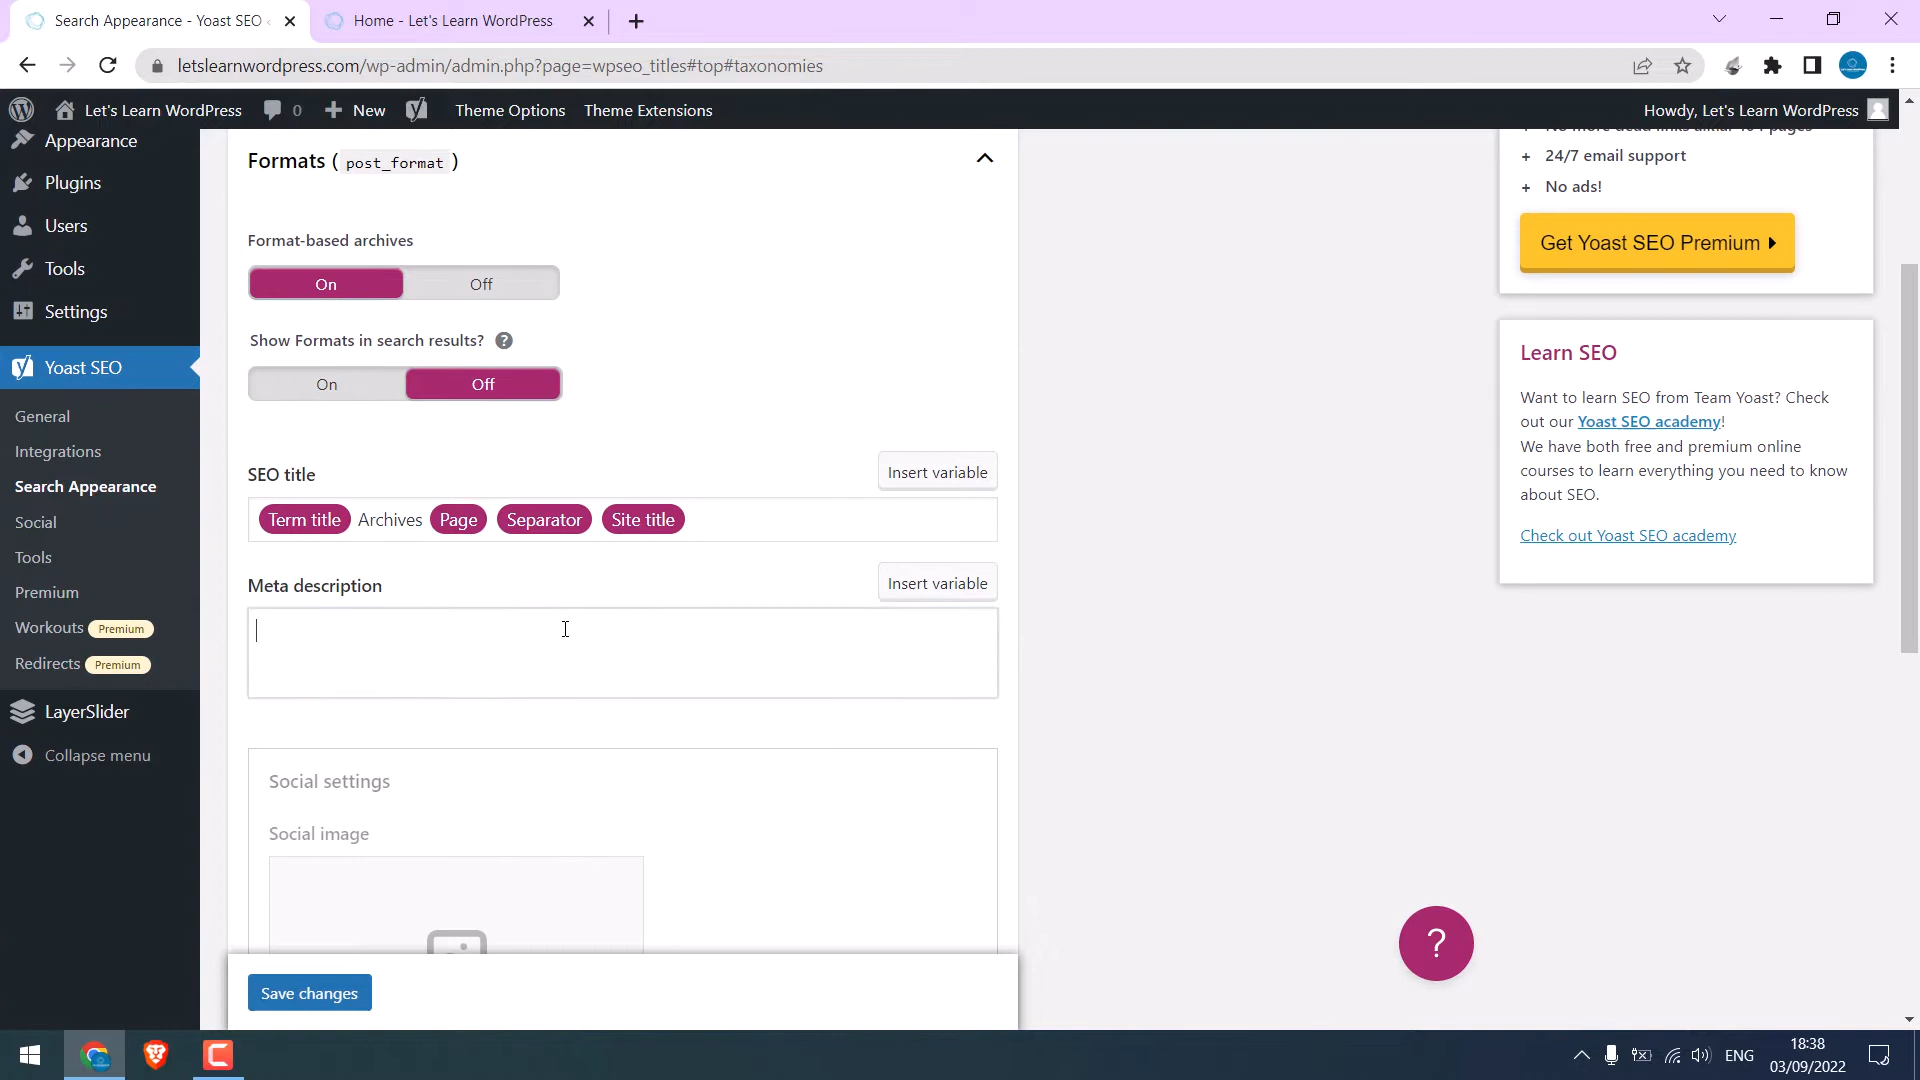 Search Appearance - Yoast SEO
Home - Let's Learn WordPress
letslearnwordpress.com/wp-admin/admin.php?page=wpseo_titles#top#taxonomies
Let's Learn WordPress
0
New
Theme Options
Theme Extensions
Howdy, Let's Learn WordPress
Appearance
Plugins
Users
Tools
Settings
Yoast SEO
General
Integrations
Search Appearance
Social
Tools
Premium
Workouts Premium
Redirects Premium
LayerSlider
Collapse menu
Formats ( post_format )
Format-based archives
On Off
Show Formats in search results? ?
On Off
SEO title
Insert variable
Term title Archives Page Separator Site title
Meta description
Insert variable
Social settings
Social image
Save changes
+ 24/7 email support
+ No ads!
Get Yoast SEO Premium
Learn SEO
Want to learn SEO from Team Yoast? Check
out our Yoast SEO academy!
We have both free and premium online
courses to learn everything you need to know
about SEO.
Check out Yoast SEO academy
?
ENG
18:38
03/09/2022